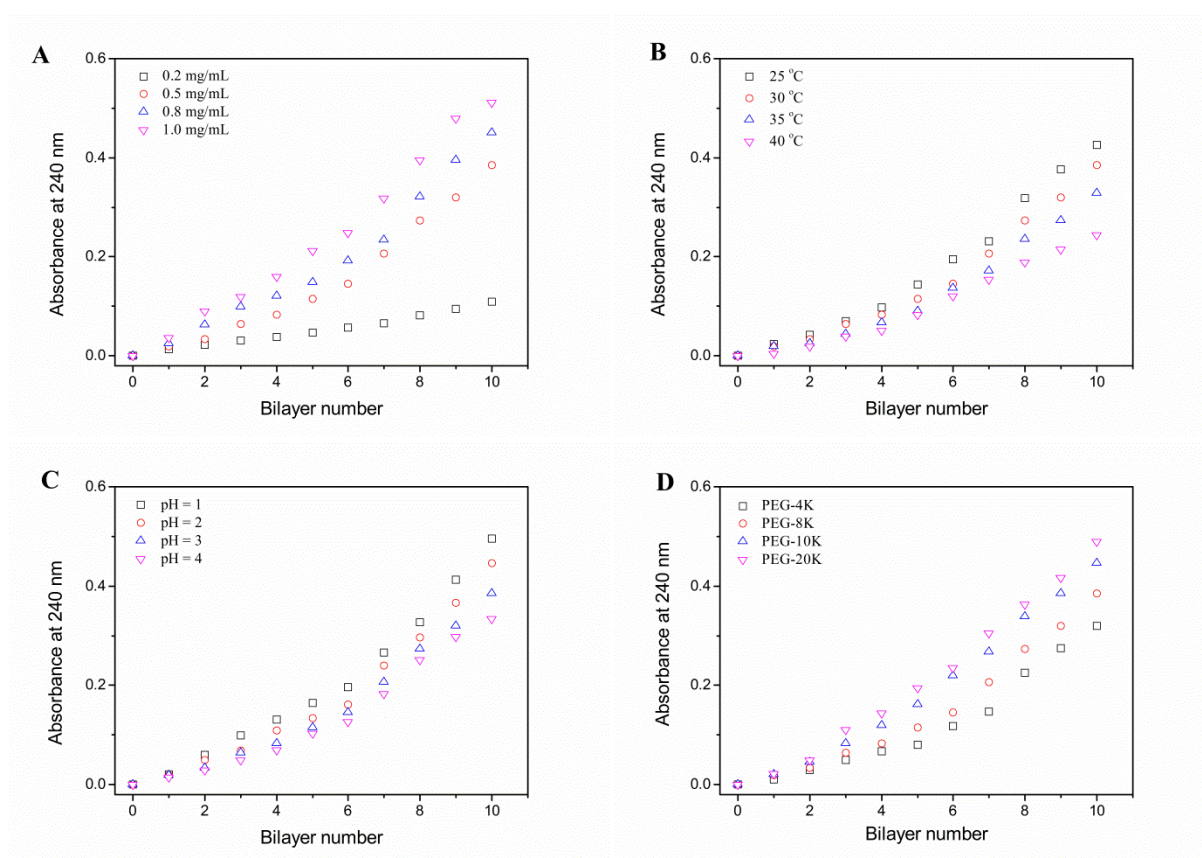 A
0.6
0.4
0.2
0.0
Absorbance at 240 nm
0.2 mg/mL
0.5 mg/mL
0.8 mg/mL
1.0 mg/mL
0 2 4 6 8 10
Bilayer number
B
0.6
0.4
0.2
0.0
Absorbance at 240 nm
25 °C
30 °C
35 °C
40 °C
0 2 4 6 8 10
Bilayer number
C
0.6
0.4
0.2
0.0
Absorbance at 240 nm
pH = 1
pH = 2
pH = 3
pH = 4
0 2 4 6 8 10
Bilayer number
D
0.6
0.4
0.2
0.0
Absorbance at 240 nm
PEG-4K
PEG-8K
PEG-10K
PEG-20K
0 2 4 6 8 10
Bilayer number